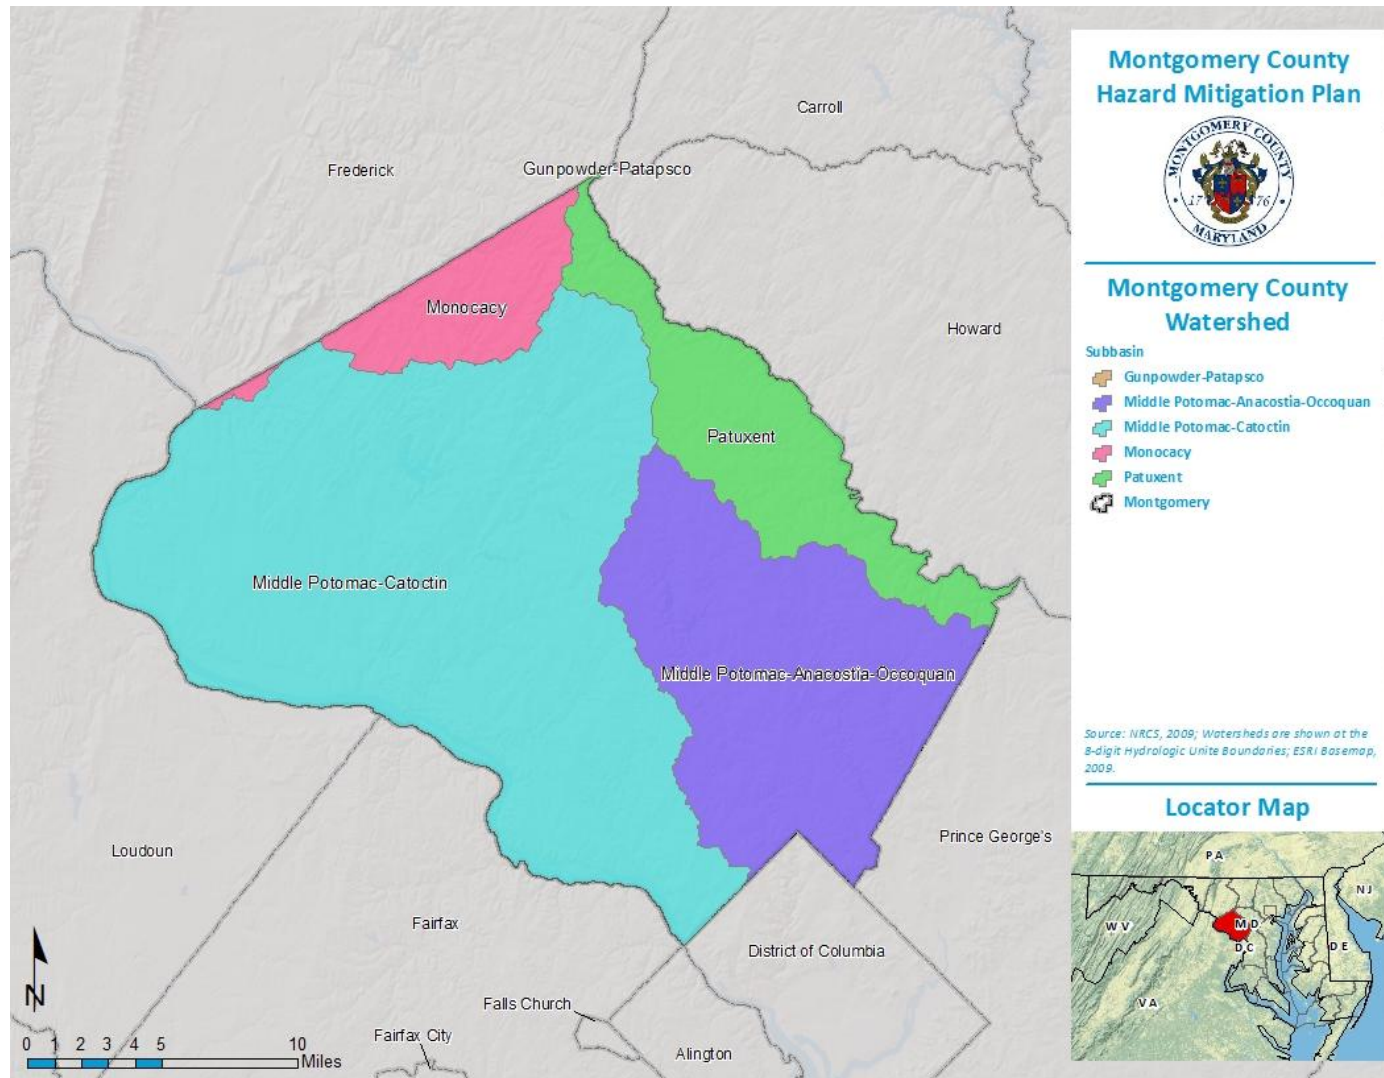 Carroll
Frederick
Gunpowder-Patapsco
Monocacy
Howard
Patuxent
Middle Potomac-Catoctin
Middle Potomac-Anacostia-Occoquan
Loudoun
Prince George's
Fairfax
District of Columbia
Falls Church
Fairfax City
Alington
N
0 1 2 3 4 5 10
Miles
Montgomery County
Hazard Mitigation Plan
MONTGOMERY COUNTY
17 76
MARYLAND
Montgomery County
Watershed
Subbasin
Gunpowder-Patapsco
Middle Potomac-Anacostia-Occoquan
Middle Potomac-Catoctin
Monocacy
Patuxent
Montgomery
Source: NRCS, 2009; Watersheds are shown at the
8-digit Hydrologic Unite Boundaries; ESRI Basemap,
2009.
Locator Map
PA
NJ
WV
MD
DC
DE
VA